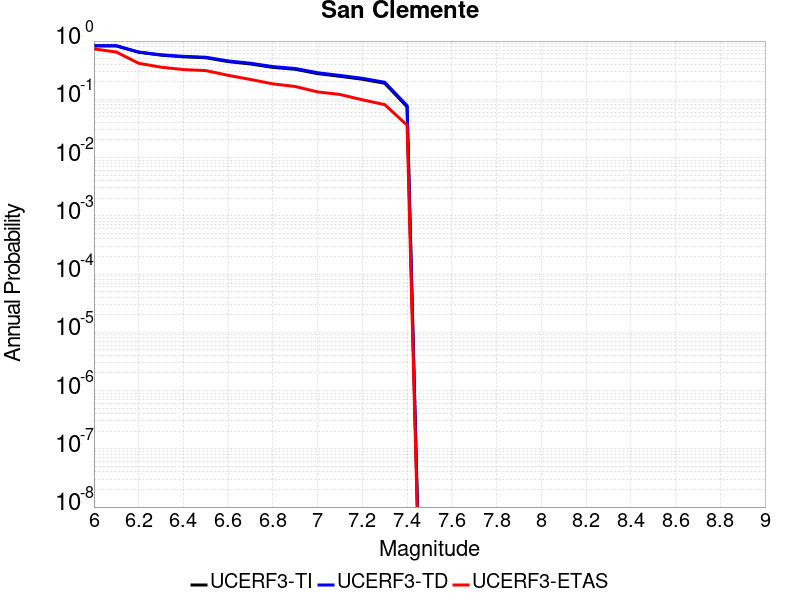 San Clemente
10^0
10^-1
10^-2
10^-3
10^-4
10^-5
10^-6
10^-7
10^-8
Annual Probability
6 6.2 6.4 6.6 6.8 7 7.2 7.4 7.6 7.8 8 8.2 8.4 8.6 8.8 9
Magnitude
UCERF3-TI UCERF3-TD UCERF3-ETAS